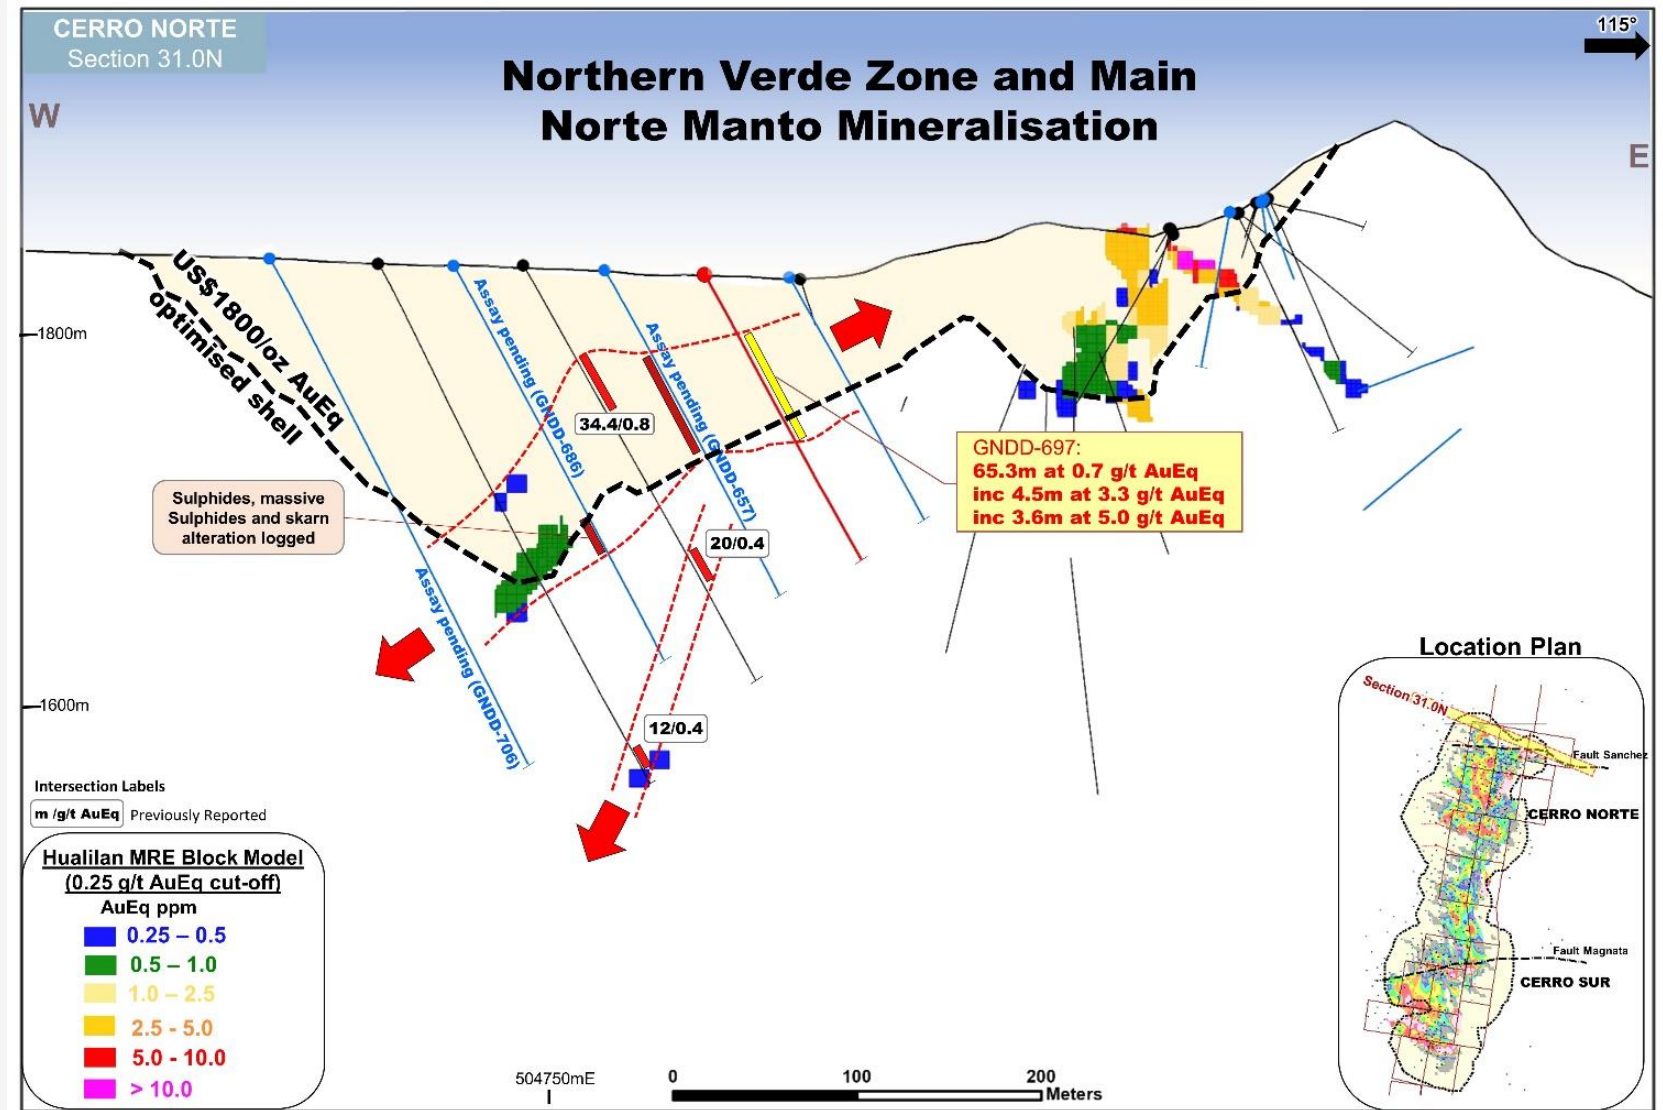 CERRO NORTE
Section 31.0N
115°
Northern Verde Zone and Main
Norte Manto Mineralisation
W
E
US$1800/oz AuEq
optimised shell
1800m
Assay pending (GNDD-686)
Assay pending (GNDD-657)
34.4/0.8
GNDD-697:
65.3m at 0.7 g/t AuEq
inc 4.5m at 3.3 g/t AuEq
inc 3.6m at 5.0 g/t AuEq
Sulphides, massive
Sulphides and skarn
alteration logged
20/0.4
Assay pending (GNDD-706)
1600m
12/0.4
Location Plan
Section 31.0N
Fault Sanchez
CERRO NORTE
Fault Magnata
CERRO SUR
Intersection Labels
m /g/t AuEq Previously Reported
Hualilan MRE Block Model
(0.25 g/t AuEq cut-off)
AuEq ppm
0.25 – 0.5
0.5 – 1.0
1.0 – 2.5
2.5 - 5.0
5.0 - 10.0
> 10.0
504750mE
0 100 200
Meters